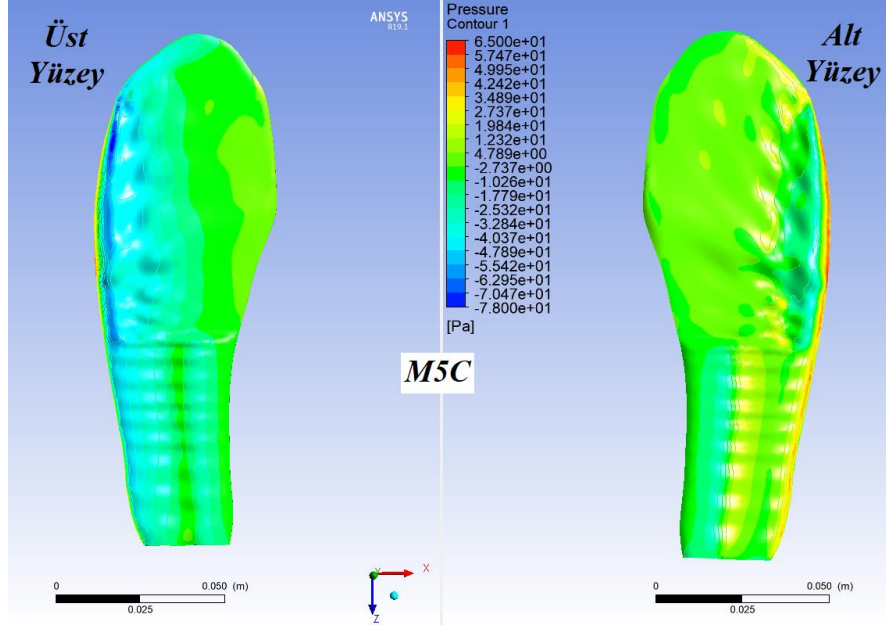 Üst
Yüzey
ANSYS
R19.1
Pressure
Contour 1
6.500e+01
5.747e+01
4.995e+01
4.242e+01
3.489e+01
2.737e+01
1.984e+01
1.232e+01
4.789e+00
-2.737e+00
-1.026e+01
-1.779e+01
-2.532e+01
-3.284e+01
-4.037e+01
-4.789e+01
-5.542e+01
-6.295e+01
-7.047e+01
-7.800e+01
[Pa]
Alt
Yüzey
M5C
0 0.050 (m)
0.025
Y X
Z
0 0.050 (m)
0.025